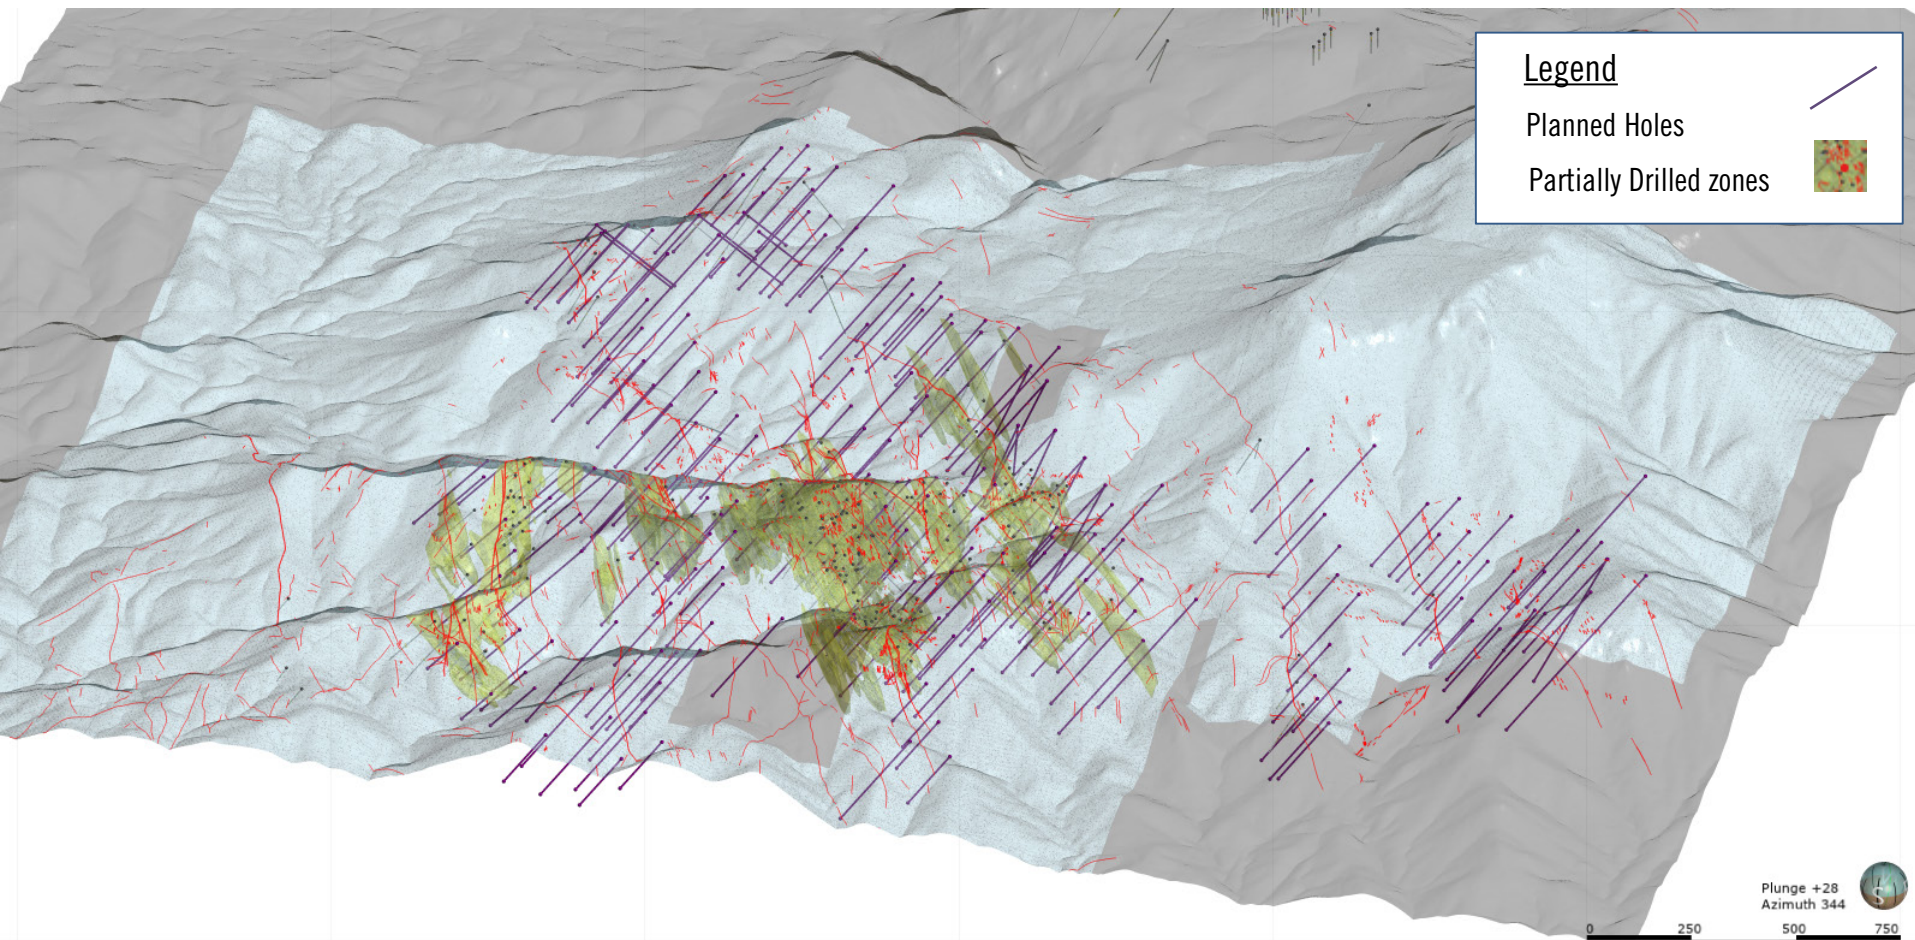 Legend
Planned Holes
Partially Drilled zones
Plunge +28
Azimuth 344
S
0 250 500 750